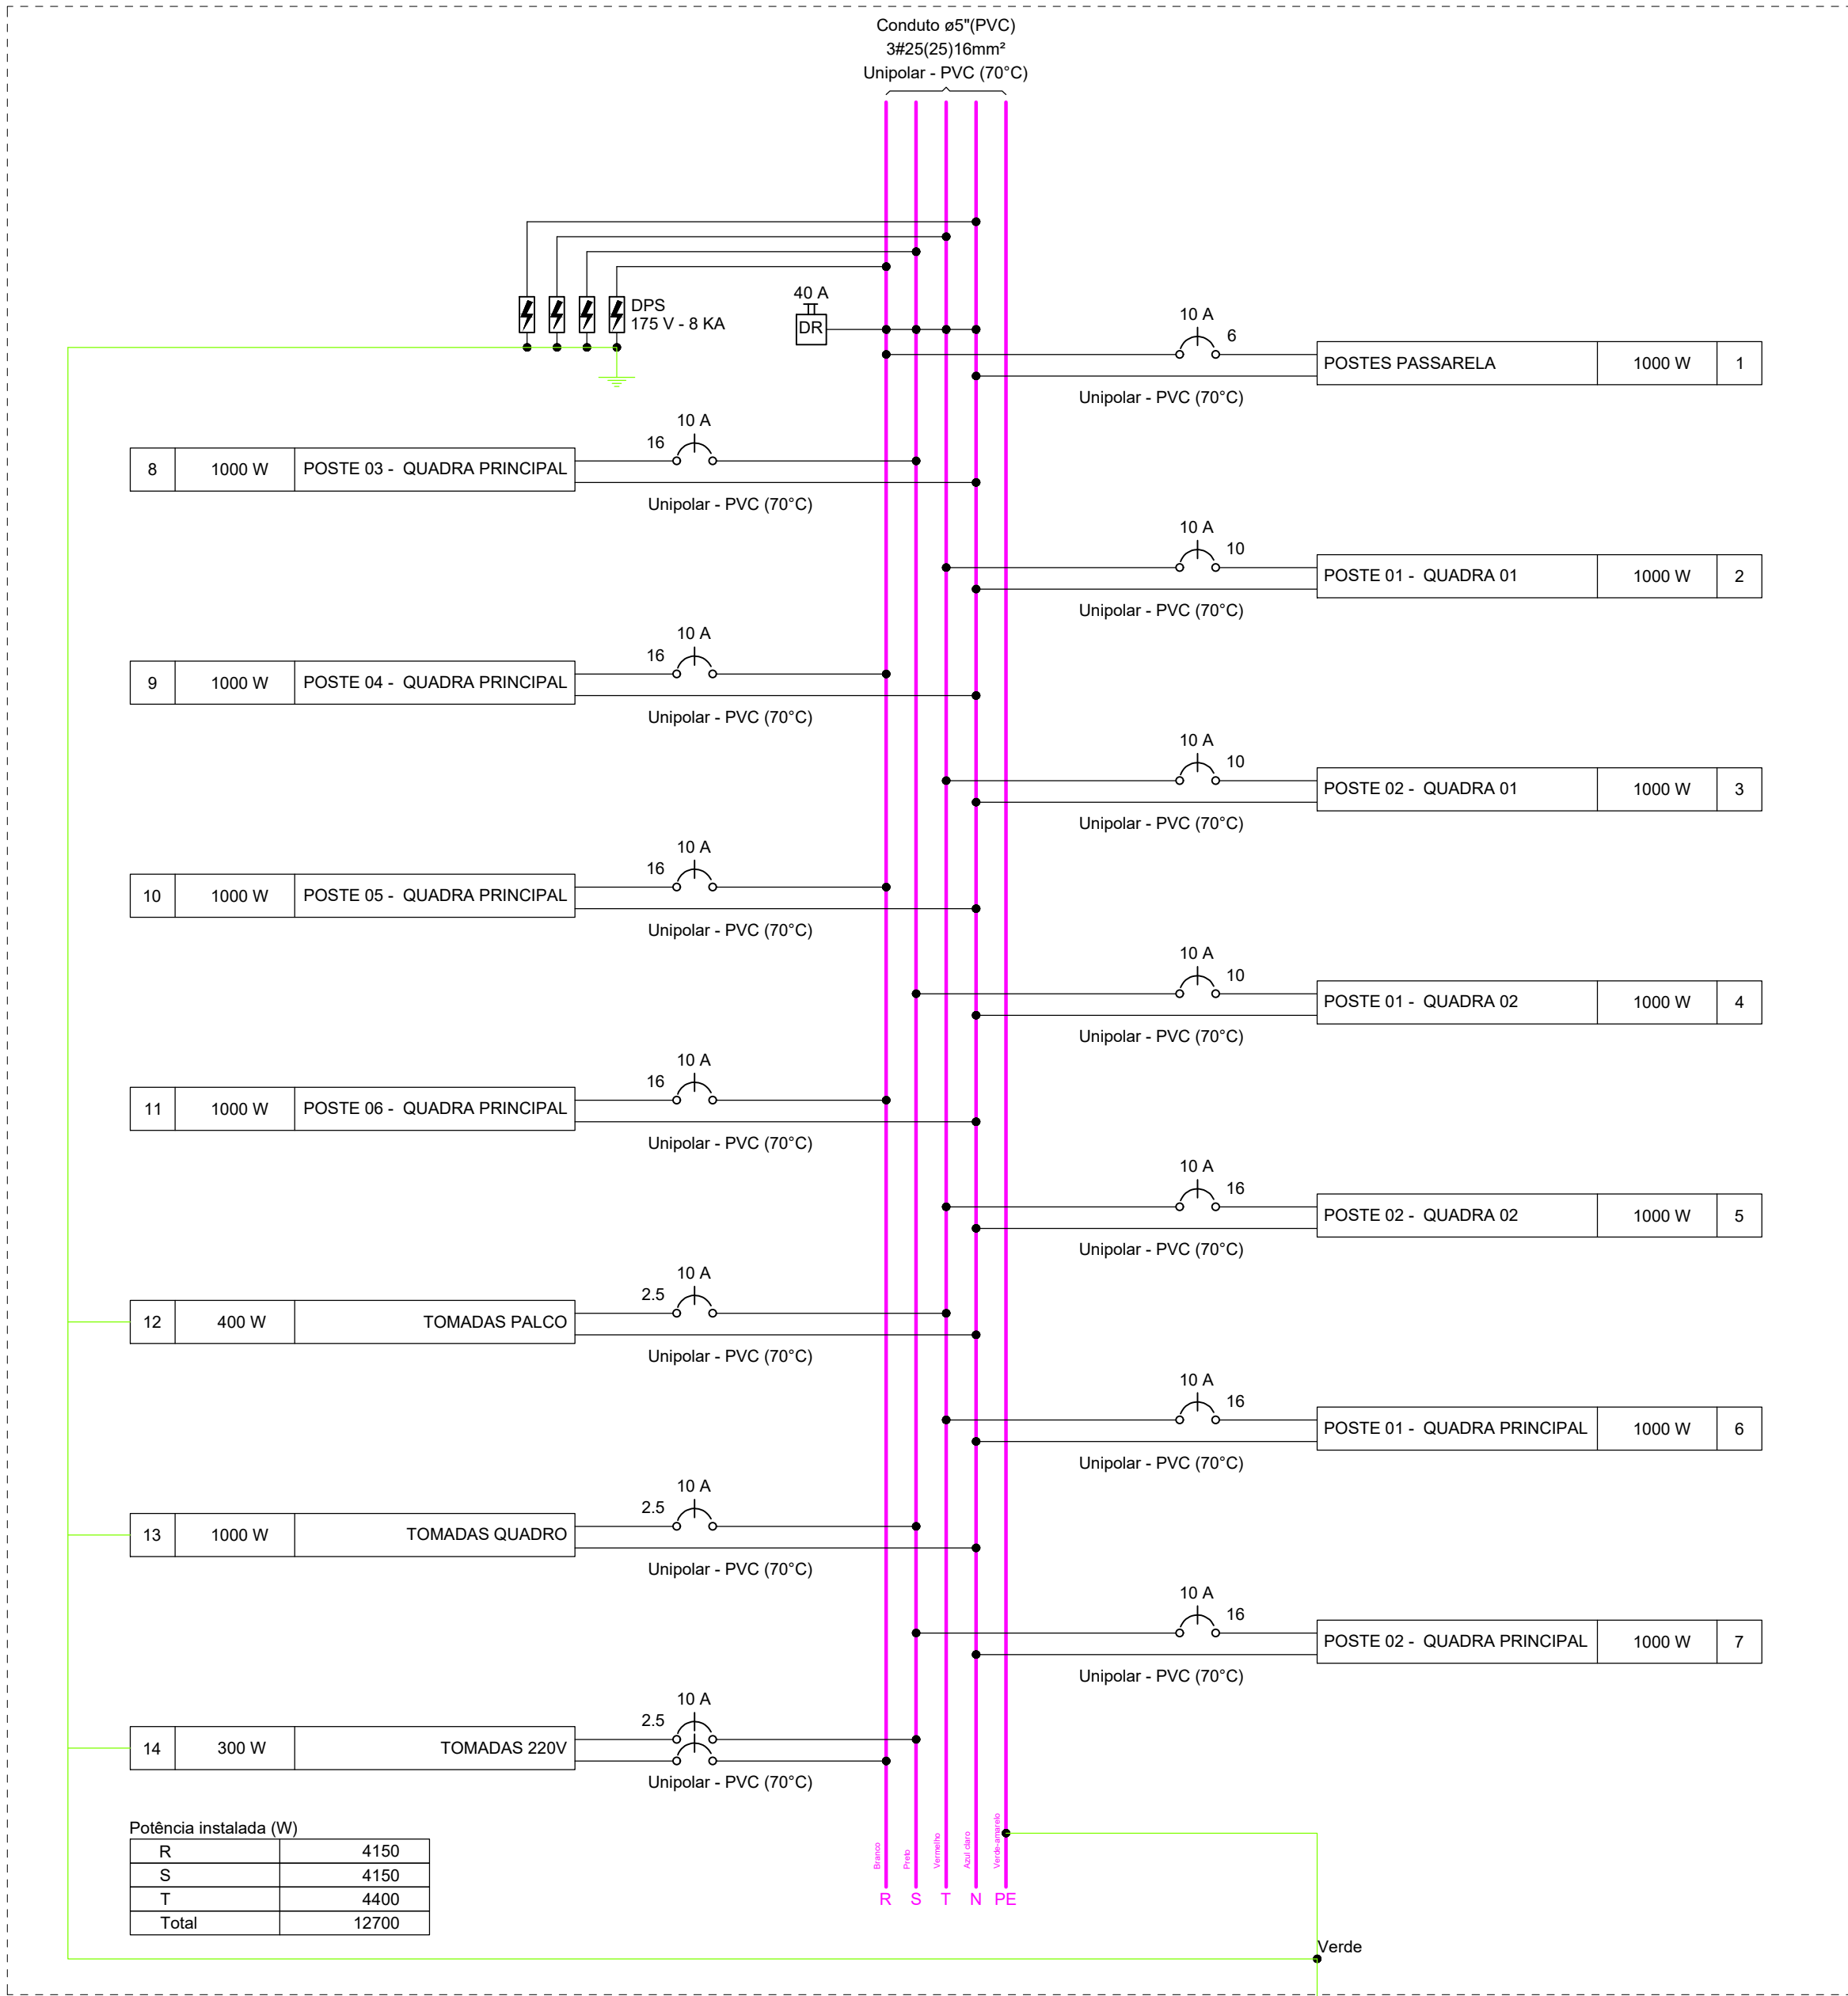 Conduto ø5"(PVC)
3#25(25)16mm²
Unipolar - PVC (70°C)
DPS
175 V - 8 KA
40 A
DR
10 A
6
POSTES PASSARELA 1000 W 1
Unipolar - PVC (70°C)
10 A
16
8 1000 W POSTE 03 - QUADRA PRINCIPAL
Unipolar - PVC (70°C)
10 A
10
POSTE 01 - QUADRA 01 1000 W 2
Unipolar - PVC (70°C)
10 A
16
9 1000 W POSTE 04 - QUADRA PRINCIPAL
Unipolar - PVC (70°C)
10 A
10
POSTE 02 - QUADRA 01 1000 W 3
Unipolar - PVC (70°C)
10 A
16
10 1000 W POSTE 05 - QUADRA PRINCIPAL
Unipolar - PVC (70°C)
10 A
10
POSTE 01 - QUADRA 02 1000 W 4
Unipolar - PVC (70°C)
10 A
16
11 1000 W POSTE 06 - QUADRA PRINCIPAL
Unipolar - PVC (70°C)
10 A
16
POSTE 02 - QUADRA 02 1000 W 5
Unipolar - PVC (70°C)
10 A
2.5
12 400 W TOMADAS PALCO
Unipolar - PVC (70°C)
10 A
16
POSTE 01 - QUADRA PRINCIPAL 1000 W 6
Unipolar - PVC (70°C)
10 A
2.5
13 1000 W TOMADAS QUADRO
Unipolar - PVC (70°C)
10 A
16
POSTE 02 - QUADRA PRINCIPAL 1000 W 7
Unipolar - PVC (70°C)
10 A
2.5
14 300 W TOMADAS 220V
Unipolar - PVC (70°C)
Potência instalada (W)
R 4150
S 4150
T 4400
Total 12700
Branco
Preto
Vermelho
Azul claro
Verde-amarelo
R S T N PE
Verde